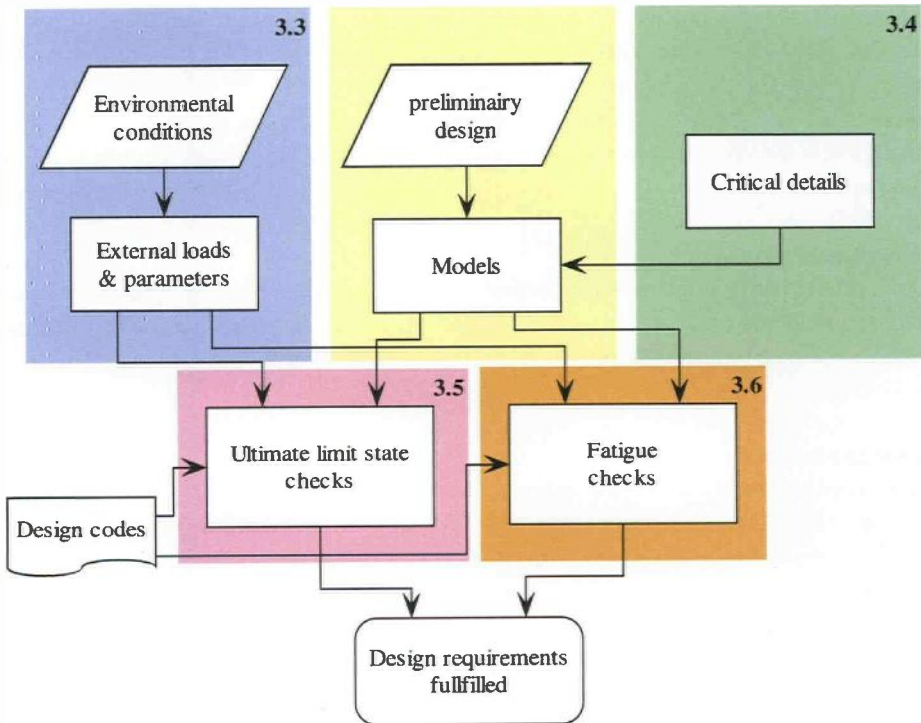 3.3
3.4
Environmental
conditions
preliminairy
design
Critical details
External loads
& parameters
Models
3.5
3.6
Ultimate limit state
checks
Fatigue
checks
Design codes
Design requirements
fullfilled